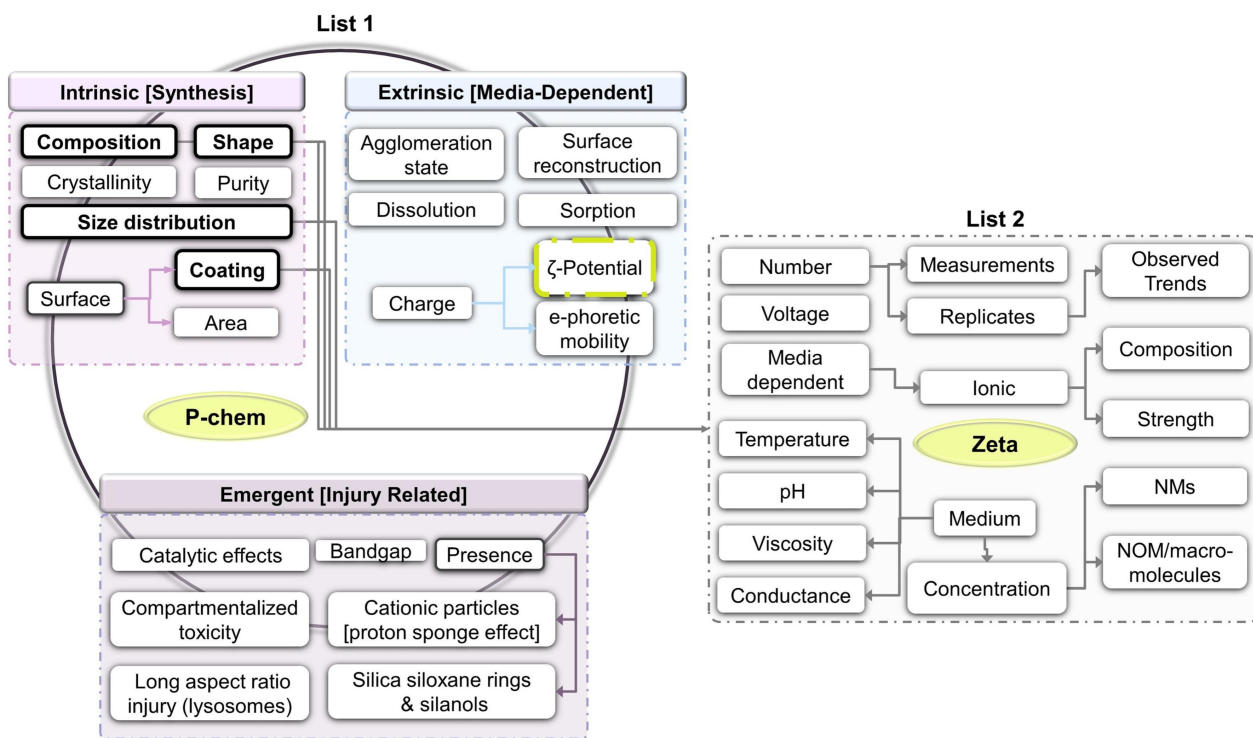 List 1
Intrinsic [Synthesis]
Composition
Shape
Crystallinity
Purity
Size distribution
Surface
Coating
Area
Extrinsic [Media-Dependent]
Agglomeration
state
Surface
reconstruction
Dissolution
Sorption
Charge
ζ-Potential
e-phoretic
mobility
P-chem
Emergent [Injury Related]
Catalytic effects
Bandgap
Presence
Compartmentalized
toxicity
Cationic particles
[proton sponge effect]
Long aspect ratio
injury (lysosomes)
Silica siloxane rings
& silanols
List 2
Number
Measurements
Observed
Trends
Voltage
Replicates
Media
dependent
Ionic
Composition
Strength
Temperature
Zeta
pH
Medium
NMs
Viscosity
Conductance
Concentration
NOM/macro-
molecules